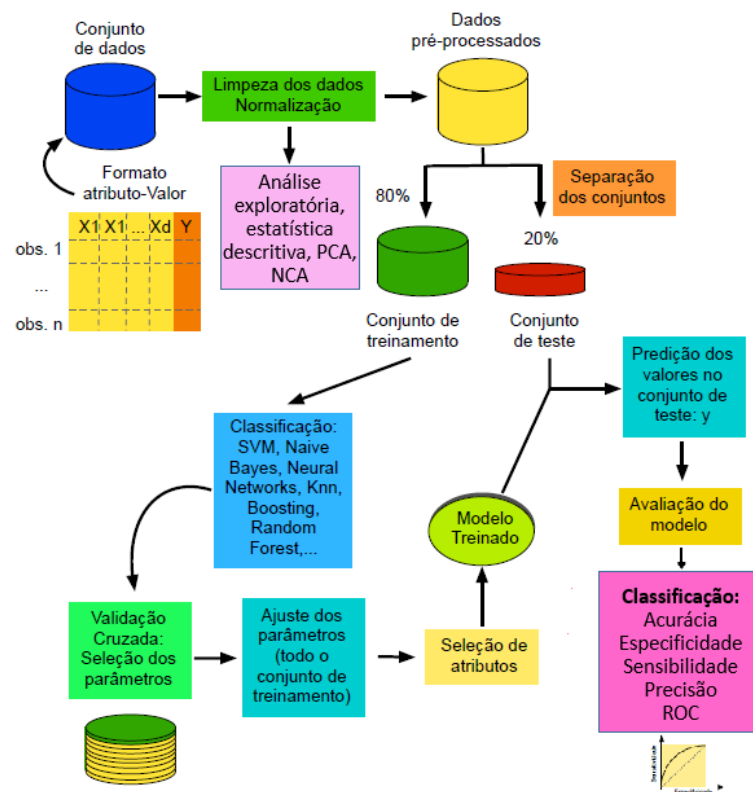 Conjunto
de dados
Limpeza dos dados
Normalização
Dados
pré-processados
Formato
atributo-Valor
X1 X1 ... Xd Y
obs. 1
...
obs. n
Análise
exploratória,
estatística
descritiva, PCA,
NCA
80%
20%
Separação
dos conjuntos
Conjunto de
treinamento
Conjunto
de teste
Predição dos
valores no
conjunto de
teste: y
Classificação:
SVM, Naive
Bayes, Neural
Networks, Knn,
Boosting,
Random
Forest,...
Modelo
Treinado
Avaliação do
modelo
Validação
Cruzada:
Seleção dos
parâmetros
Ajuste dos
parâmetros
(todo o
conjunto de
treinamento)
Seleção de
atributos
Classificação:
Acurácia
Especificidade
Sensibilidade
Precisão
ROC